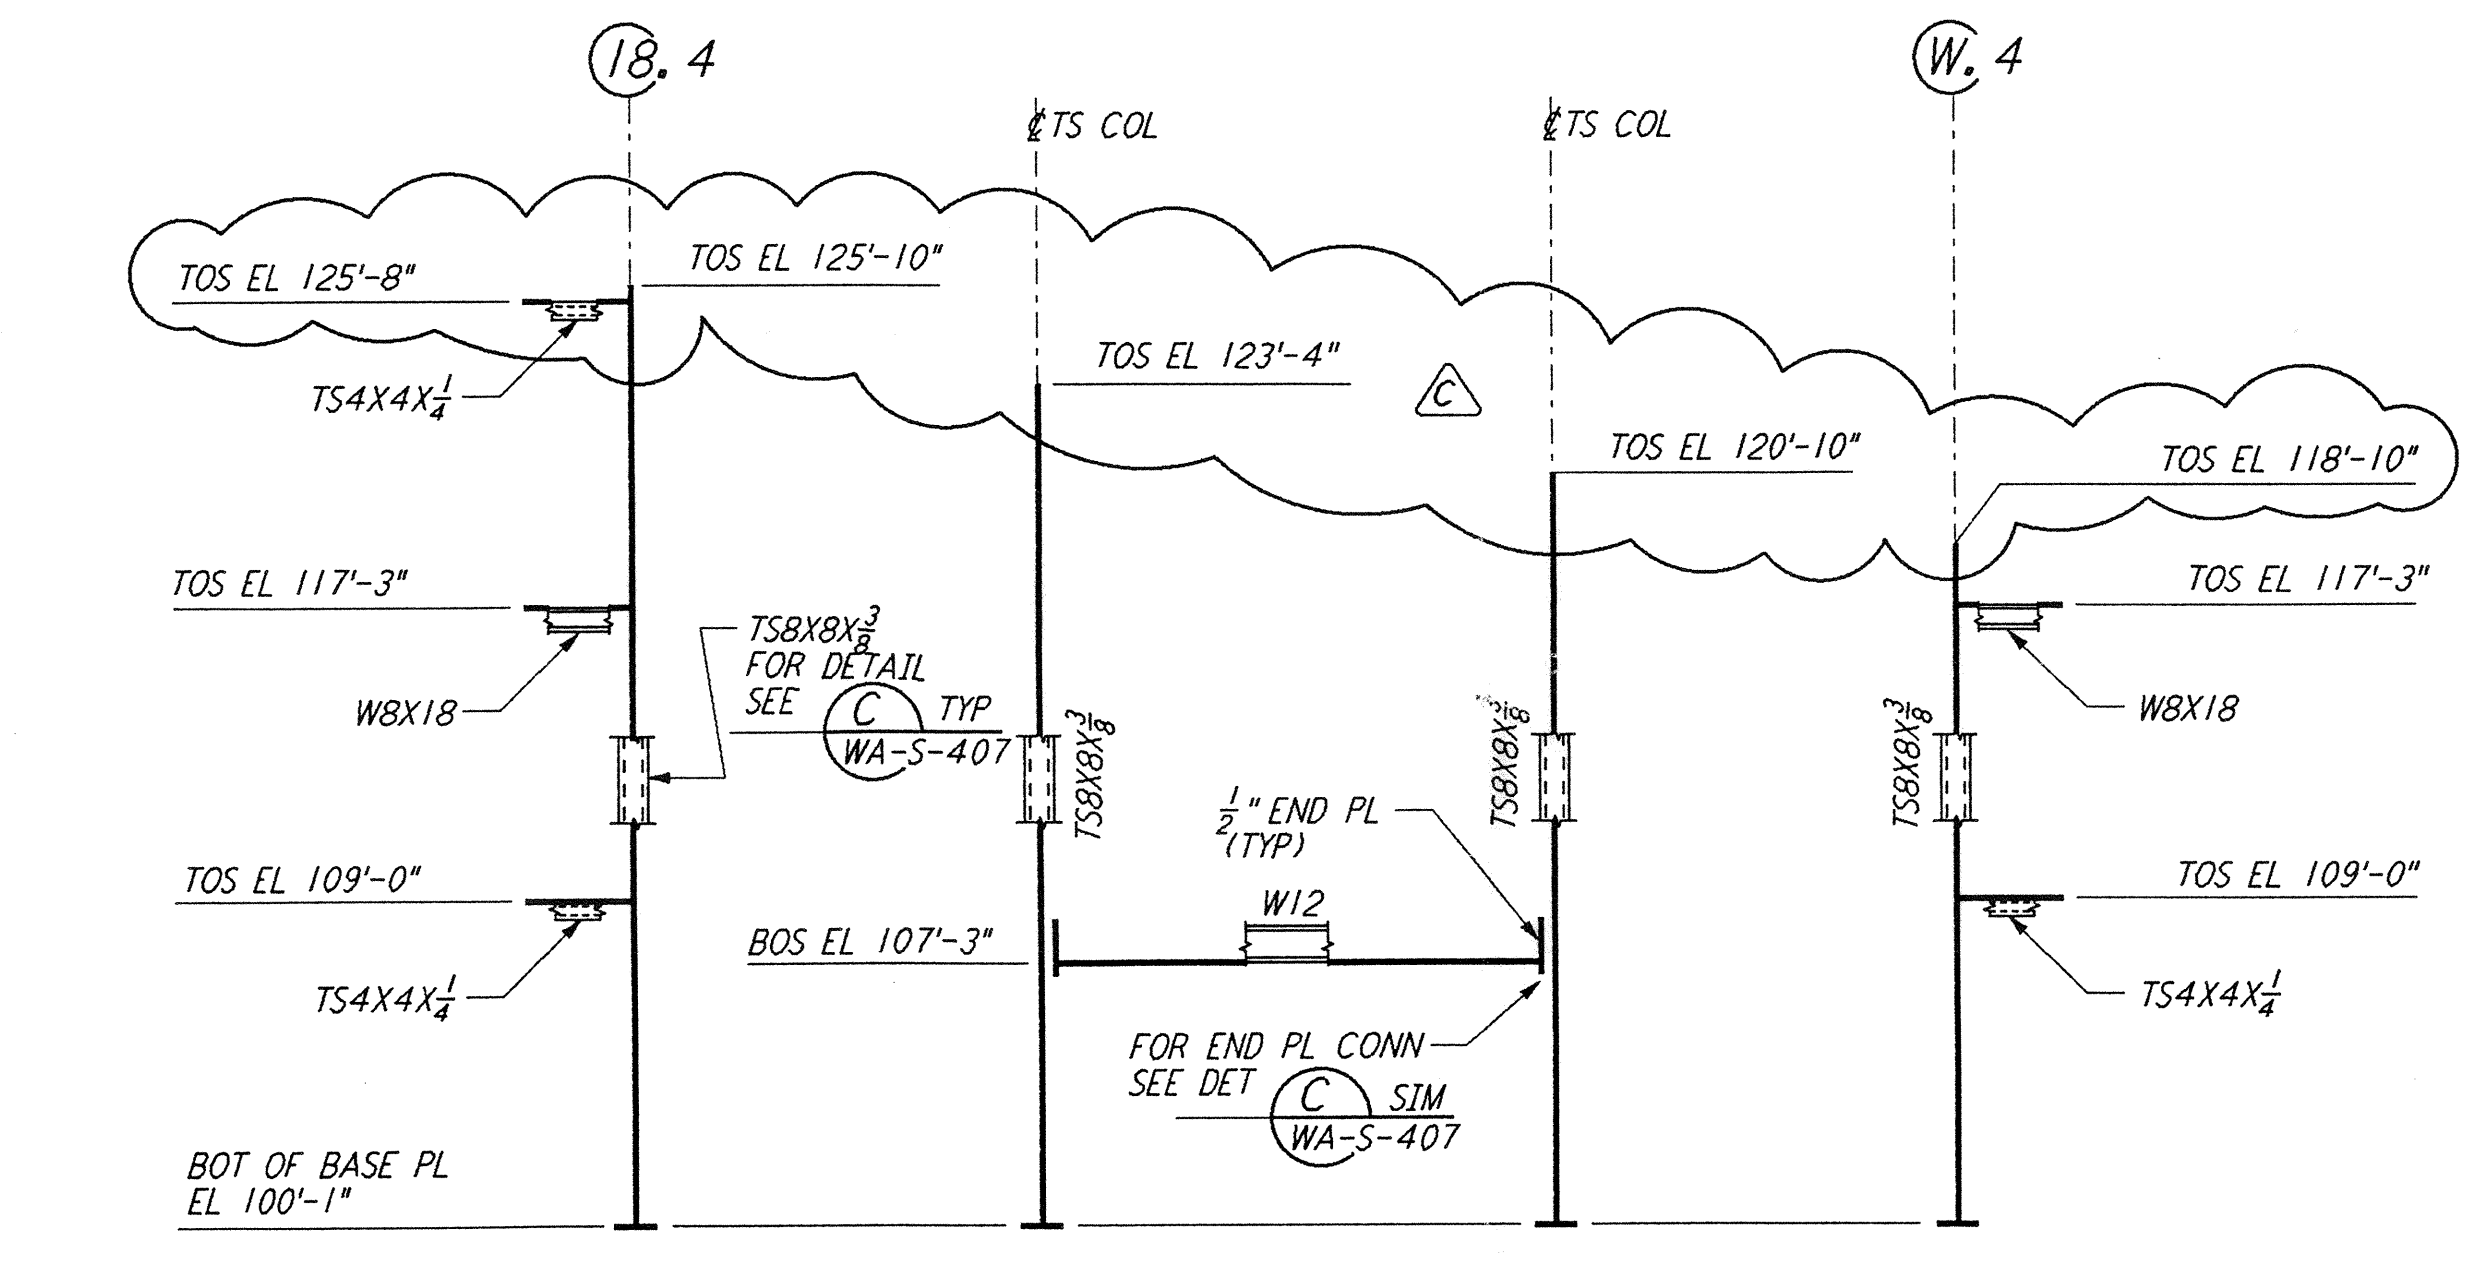 18.4
W.4
℄ TS COL
℄ TS COL
TOS EL 125'-8"
TOS EL 125'-10"
TS4X4X1/4
TOS EL 123'-4"
C
TOS EL 120'-10"
TOS EL 118'-10"
TOS EL 117'-3"
W8X18
TOS EL 117'-3"
W8X18
TS8X8X3/8
FOR DETAIL
SEE C TYP
WA-S-407
TS8X8X3/8
TS8X8X3/8
TS8X8X3/8
1/2" END PL
(TYP)
TOS EL 109'-0"
TS4X4X1/4
W12
BOS EL 107'-3"
TOS EL 109'-0"
TS4X4X1/4
FOR END PL CONN
SEE DET C SIM
WA-S-407
BOT OF BASE PL
EL 100'-1"